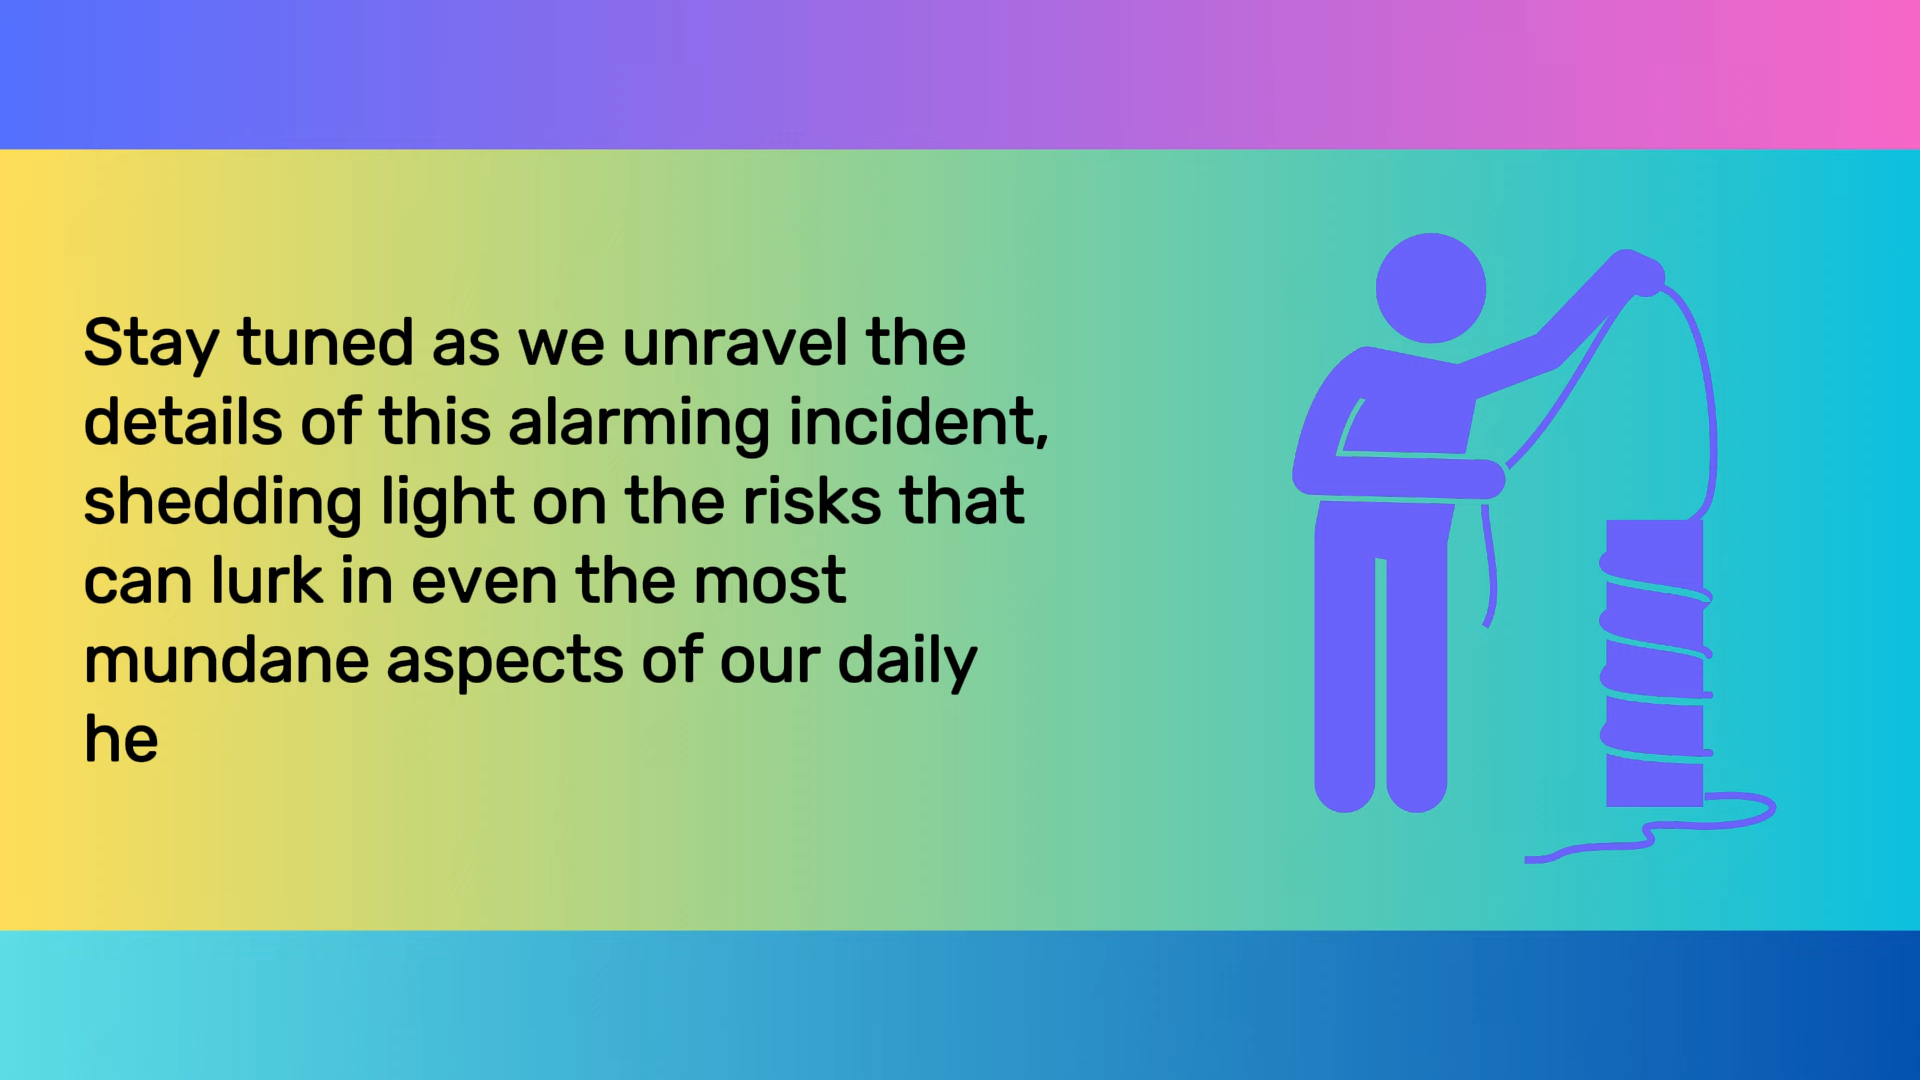 Stay tuned as we unravel the
details of this alarming incident,
shedding light on the risks that
can lurk in even the most
mundane aspects of our daily
he